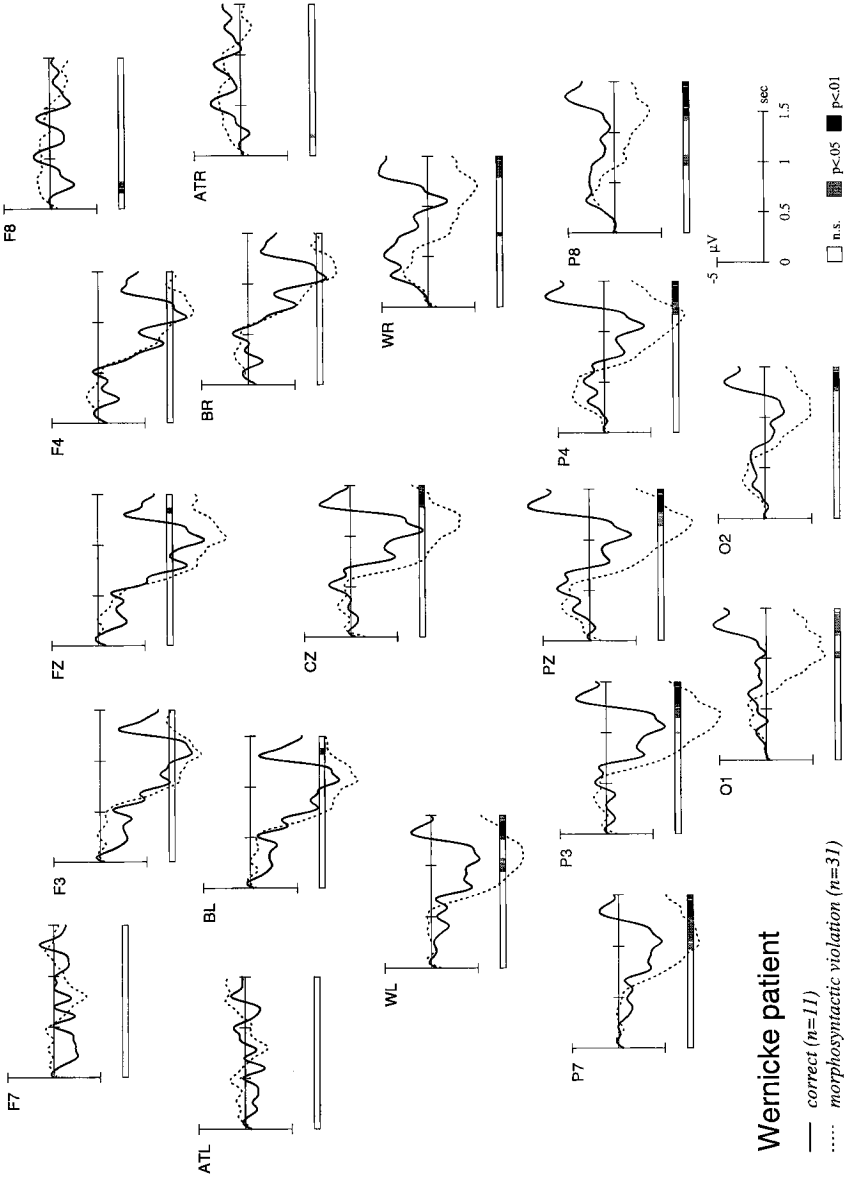 F7
F3
FZ
F4
F8
ATL
BL
BR
ATR
CZ
WL
WR
P7
P3
PZ
P4
P8
O1
O2
-5
µV
0
0.5
1
1.5
sec
n.s.
p<.05
p<.01
Wernicke patient
correct (n=11)
morphosyntactic violation (n=31)